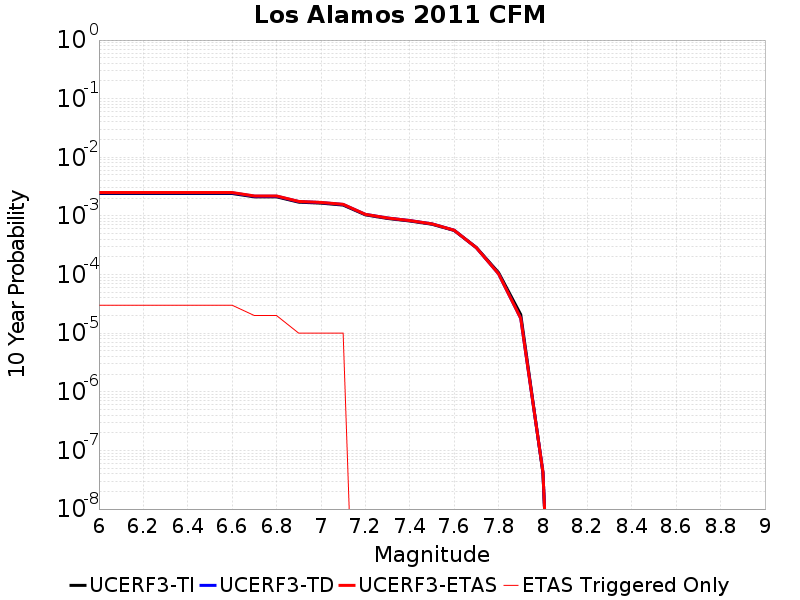 Los Alamos 2011 CFM
10 Year Probability
10^0
10^-1
10^-2
10^-3
10^-4
10^-5
10^-6
10^-7
10^-8
6 6.2 6.4 6.6 6.8 7 7.2 7.4 7.6 7.8 8 8.2 8.4 8.6 8.8 9
Magnitude
UCERF3-TI UCERF3-TD UCERF3-ETAS ETAS Triggered Only